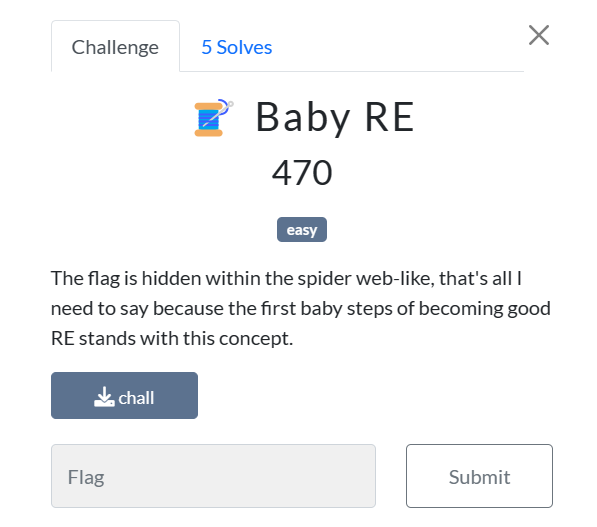 Challenge
5 Solves
Baby RE
470
easy
The flag is hidden within the spider web-like, that's all I
need to say because the first baby steps of becoming good
RE stands with this concept.
chall
Flag
Submit